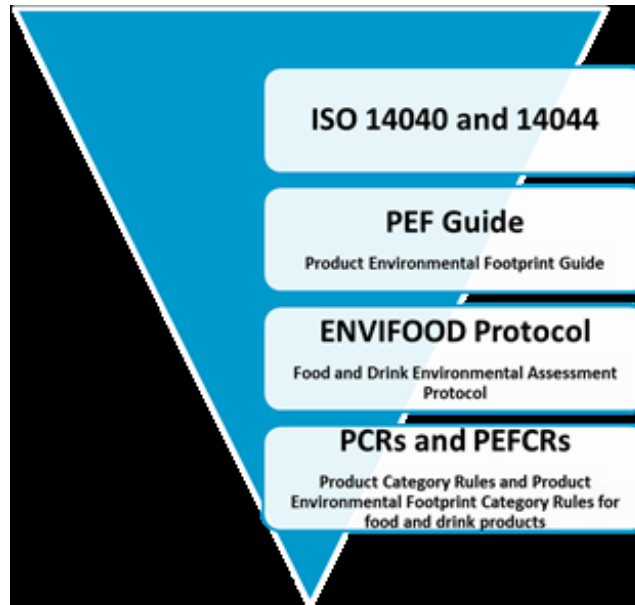 ISO 14040 and 14044
PEF Guide
Product Environmental Footprint Guide
ENVIFOOD Protocol
Food and Drink Environmental Assessment
Protocol
PCRs and PEFCRs
Product Category Rules and Product
Environmental Footprint Category Rules for
food and drink products